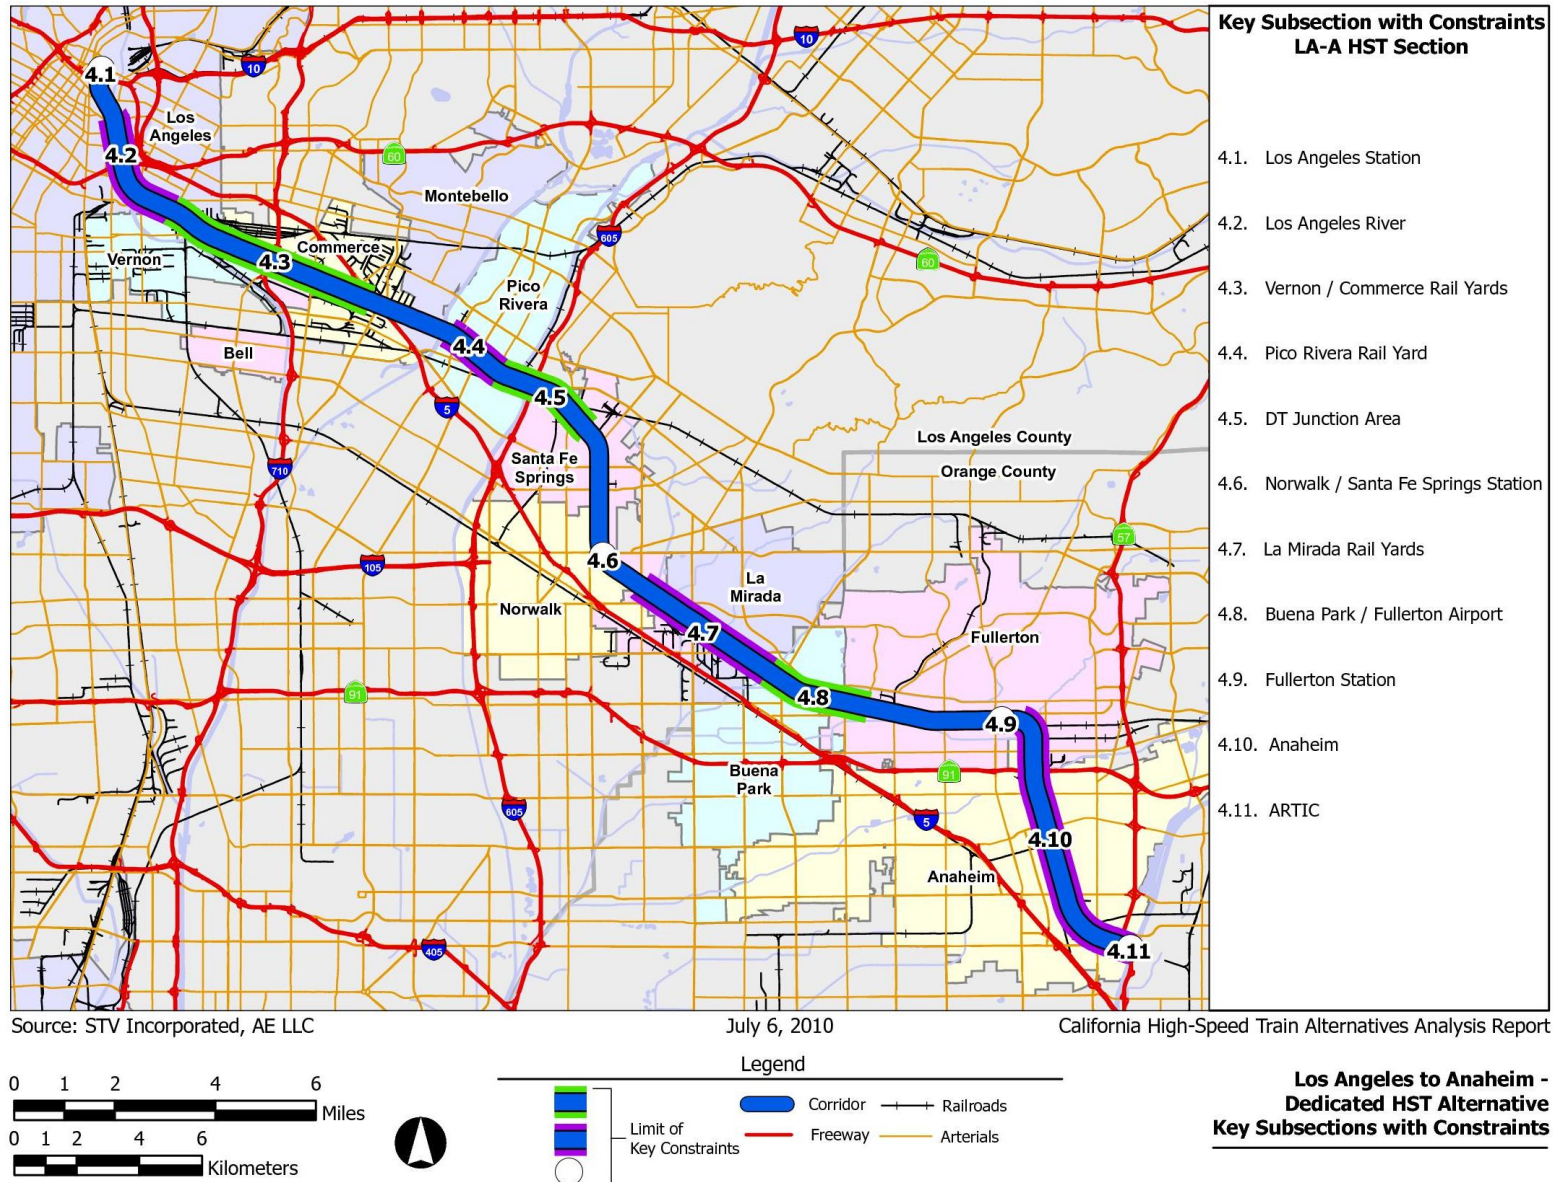 Key Subsection with Constraints
LA-A HST Section
4.1. Los Angeles Station
4.2. Los Angeles River
4.3. Vernon / Commerce Rail Yards
4.4. Pico Rivera Rail Yard
4.5. DT Junction Area
4.6. Norwalk / Santa Fe Springs Station
4.7. La Mirada Rail Yards
4.8. Buena Park / Fullerton Airport
4.9. Fullerton Station
4.10. Anaheim
4.11. ARTIC
10
10
4.1
Los
Angeles
4.2
60
Montebello
605
Vernon
4.3
Commerce
60
Pico
Rivera
4.4
Bell
4.5
5
Los Angeles County
Orange County
Santa Fe
Springs
710
57
4.6
105
La
Mirada
Norwalk
4.7
Fullerton
91
4.8
4.9
Buena
Park
91
605
5
4.10
Anaheim
405
4.11
Source: STV Incorporated, AE LLC
July 6, 2010
California High-Speed Train Alternatives Analysis Report
0 1 2 4 6
Miles
0 1 2 4 6
Kilometers
Legend
Limit of
Key Constraints
Corridor
Railroads
Freeway
Arterials
Los Angeles to Anaheim -
Dedicated HST Alternative
Key Subsections with Constraints